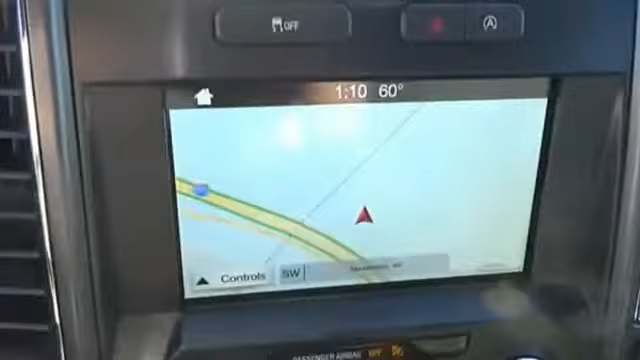 OFF
A
1:10 60°
Controls
SW
PASSENGER AIRBAG OFF